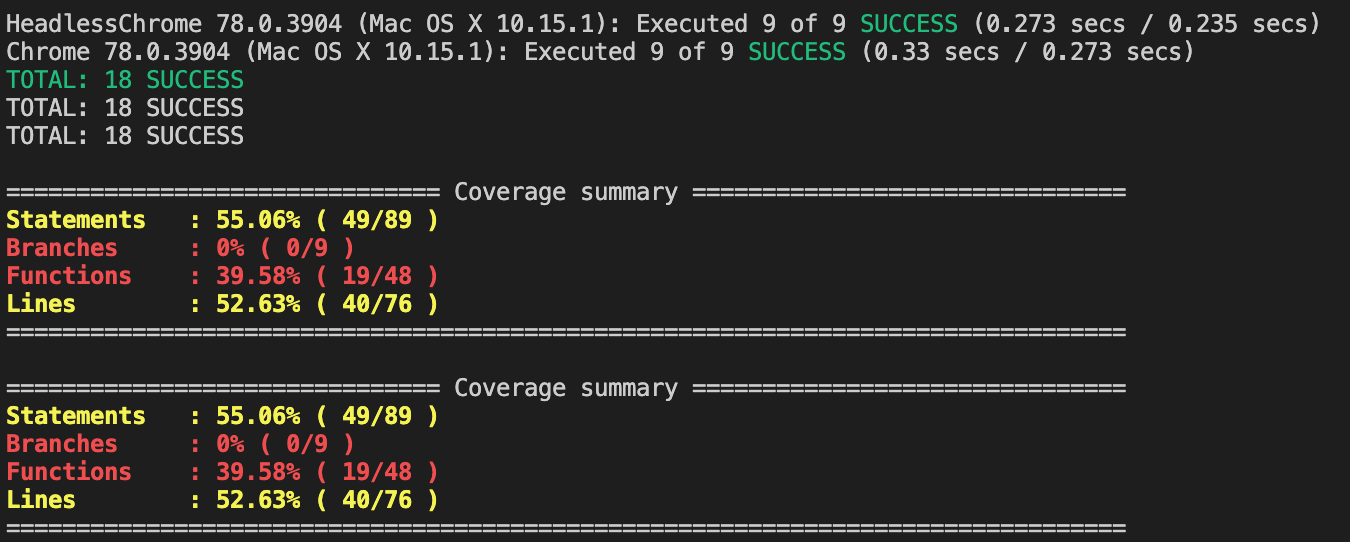 HeadlessChrome 78.0.3904 (Mac OS X 10.15.1): Executed 9 of 9 SUCCESS (0.273 secs / 0.235 secs)
Chrome 78.0.3904 (Mac OS X 10.15.1): Executed 9 of 9 SUCCESS (0.33 secs / 0.273 secs)
TOTAL: 18 SUCCESS
TOTAL: 18 SUCCESS
TOTAL: 18 SUCCESS
=============================== Coverage summary ===============================
Statements   : 55.06% ( 49/89 )
Branches     : 0% ( 0/9 )
Functions    : 39.58% ( 19/48 )
Lines        : 52.63% ( 40/76 )
================================================================================
=============================== Coverage summary ===============================
Statements   : 55.06% ( 49/89 )
Branches     : 0% ( 0/9 )
Functions    : 39.58% ( 19/48 )
Lines        : 52.63% ( 40/76 )
================================================================================